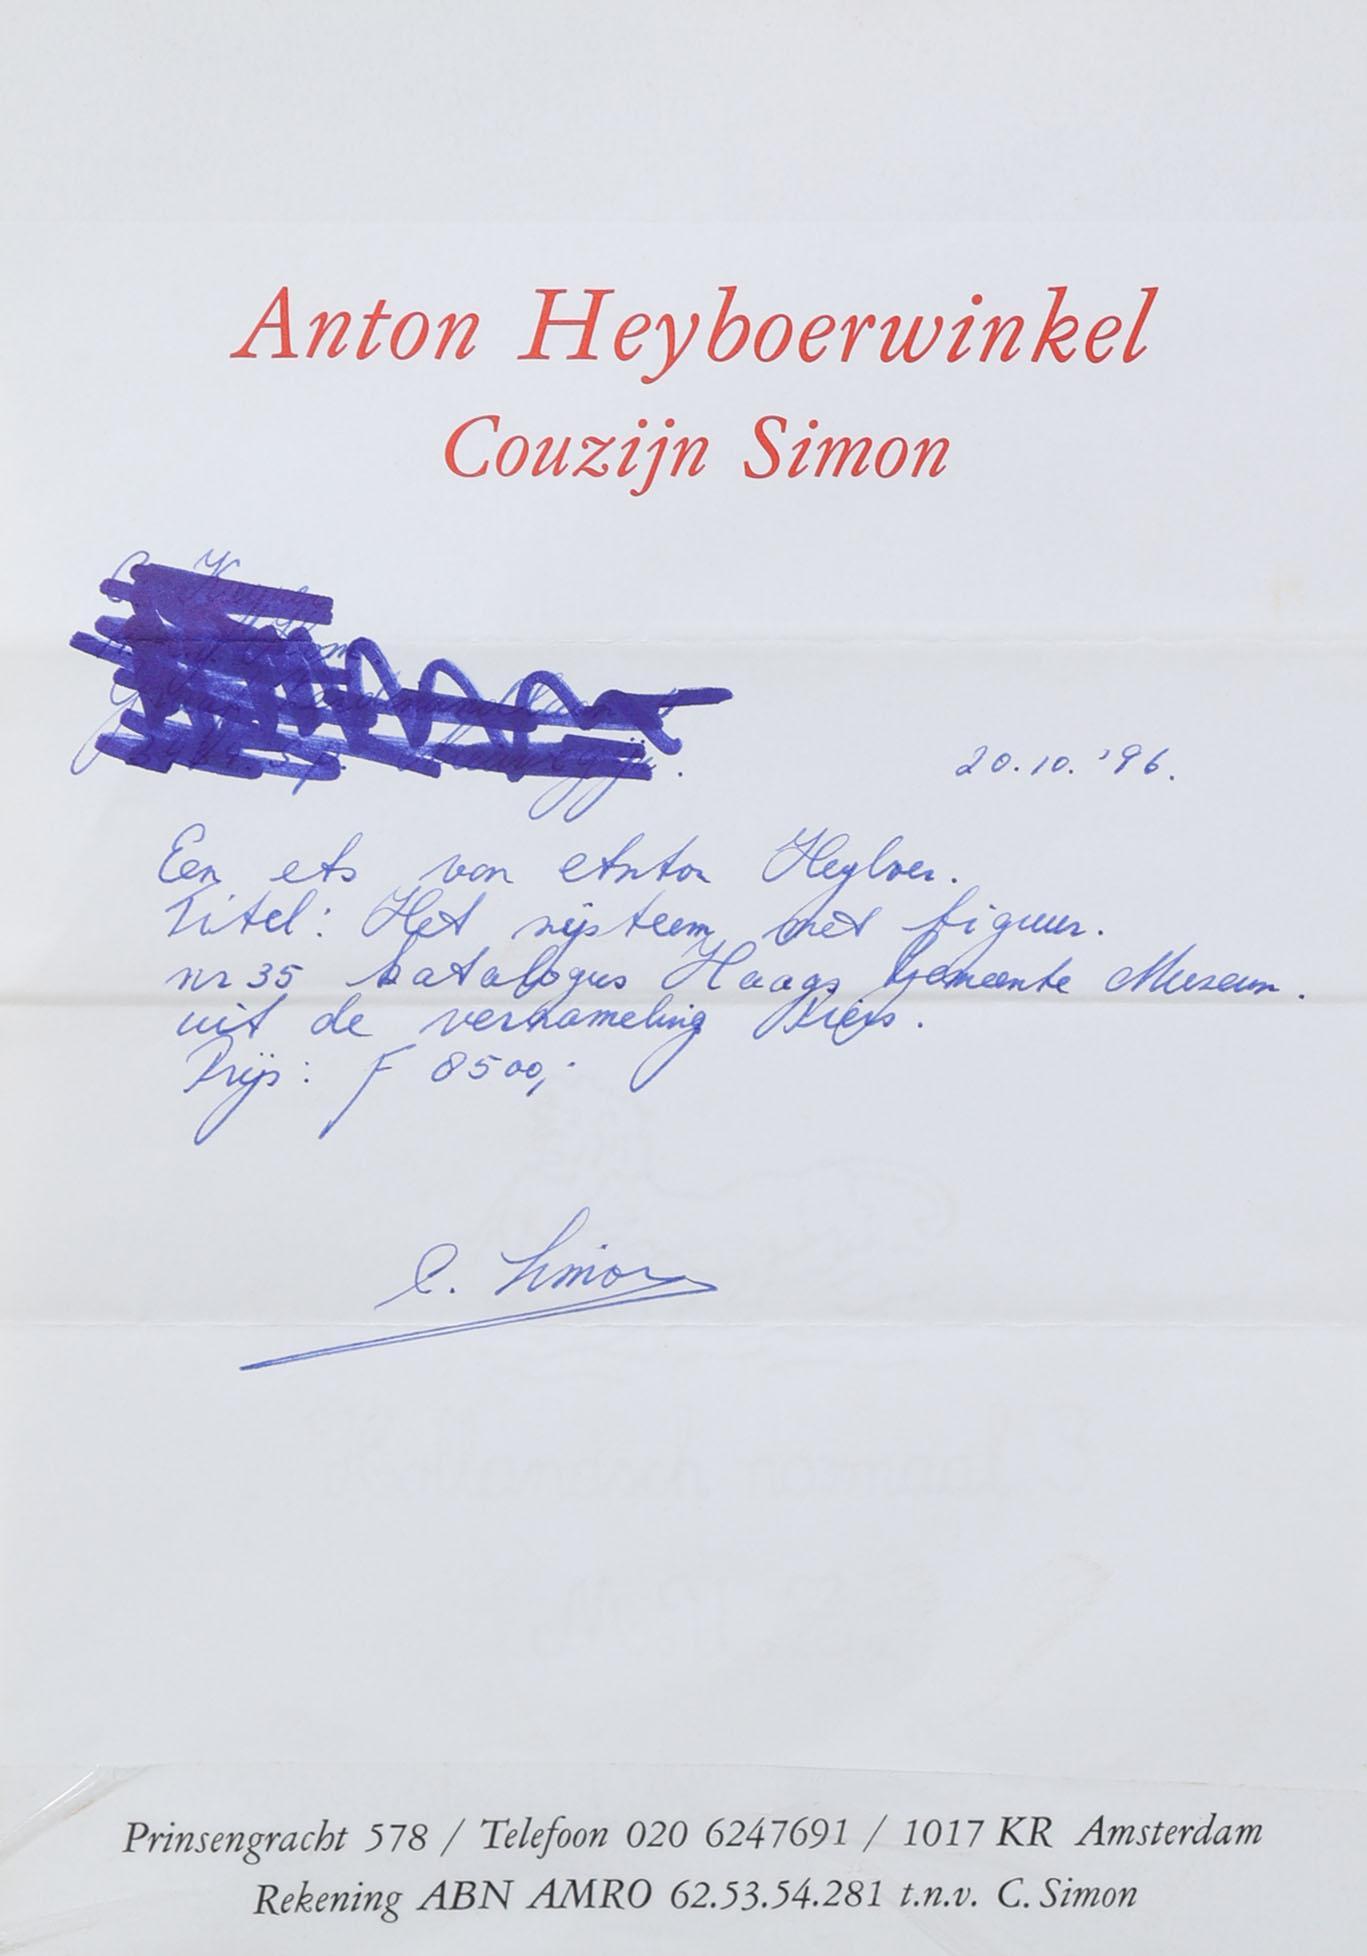 Anton Heyboerwinkel
Couzijn Simon
20.10.'96.
Een ets van Anton Heyboer.
Titel: Het systeem met figuur.
nr 35 katalogus Haags Gemeente Museum.
uit de verzameling
Prijs: F 8500,-
C. Simon
Prinsengracht 578 / Telefoon 020 6247691 / 1017 KR Amsterdam
Rekening ABN AMRO 62.53.54.281 t.n.v. C. Simon